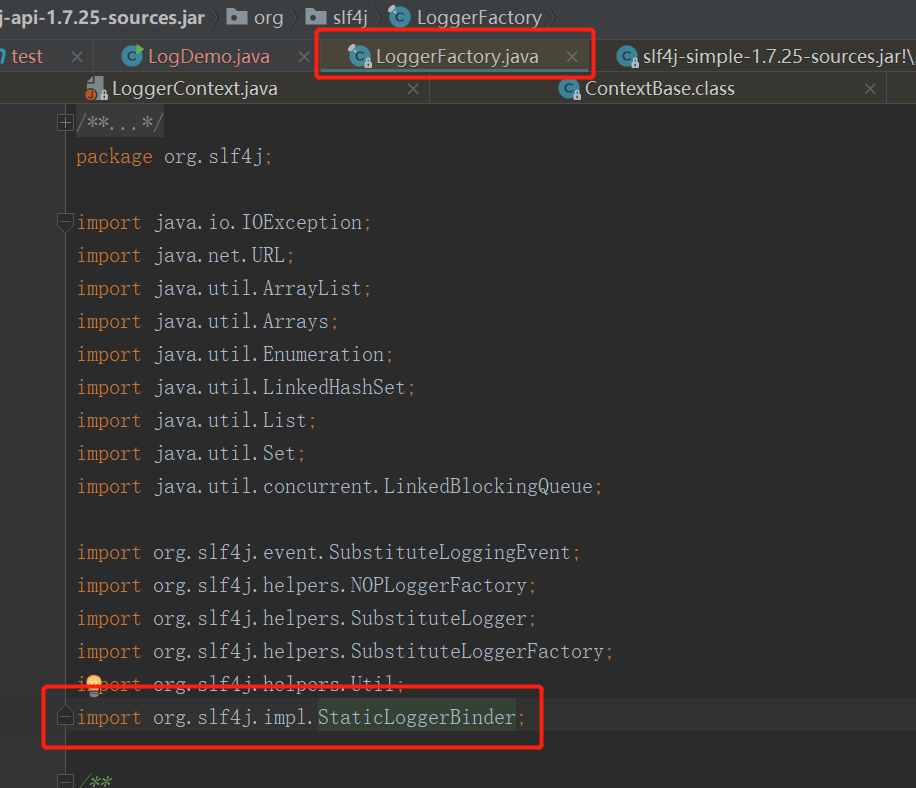 j-api-1.7.25-sources.jar org slf4j LoggerFactory
test LogDemo.java LoggerFactory.java slf4j-simple-1.7.25-sources.jar!\
LoggerContext.java ContextBase.class
/**...*/
package org.slf4j;
import java.io.IOException;
import java.net.URL;
import java.util.ArrayList;
import java.util.Arrays;
import java.util.Enumeration;
import java.util.LinkedHashSet;
import java.util.List;
import java.util.Set;
import java.util.concurrent.LinkedBlockingQueue;
import org.slf4j.event.SubstituteLoggingEvent;
import org.slf4j.helpers.NOPLoggerFactory;
import org.slf4j.helpers.SubstituteLogger;
import org.slf4j.helpers.SubstituteLoggerFactory;
import org.slf4j.helpers.Util;
import org.slf4j.impl.StaticLoggerBinder;
/**